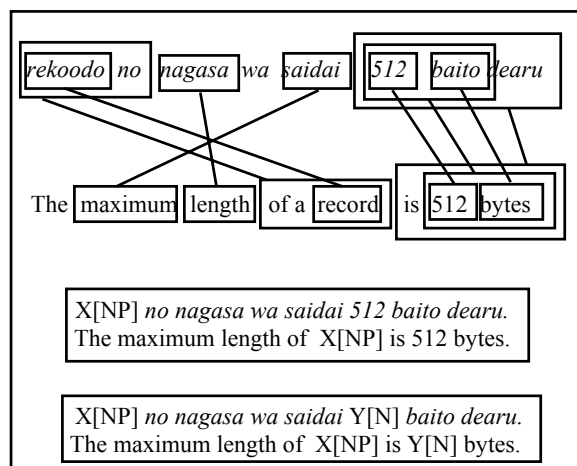 rekoodo no nagasa wa saidai 512 baito dearu
The maximum length of a record is 512 bytes
X[NP] no nagasa wa saidai 512 baito dearu.
The maximum length of X[NP] is 512 bytes.
X[NP] no nagasa wa saidai Y[N] baito dearu.
The maximum length of X[NP] is Y[N] bytes.